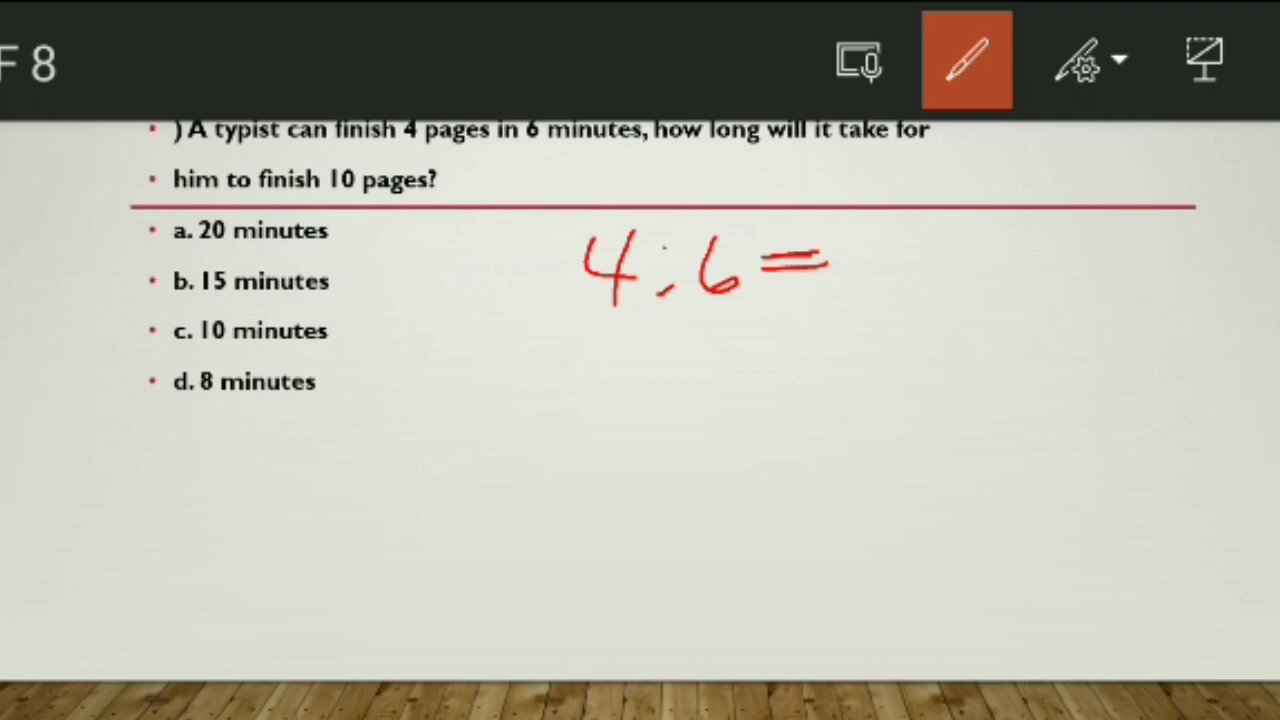 F 8
• ) A typist can finish 4 pages in 6 minutes, how long will it take for
• him to finish 10 pages?
• a. 20 minutes
• b. 15 minutes
• c. 10 minutes
• d. 8 minutes
4 : 6 =